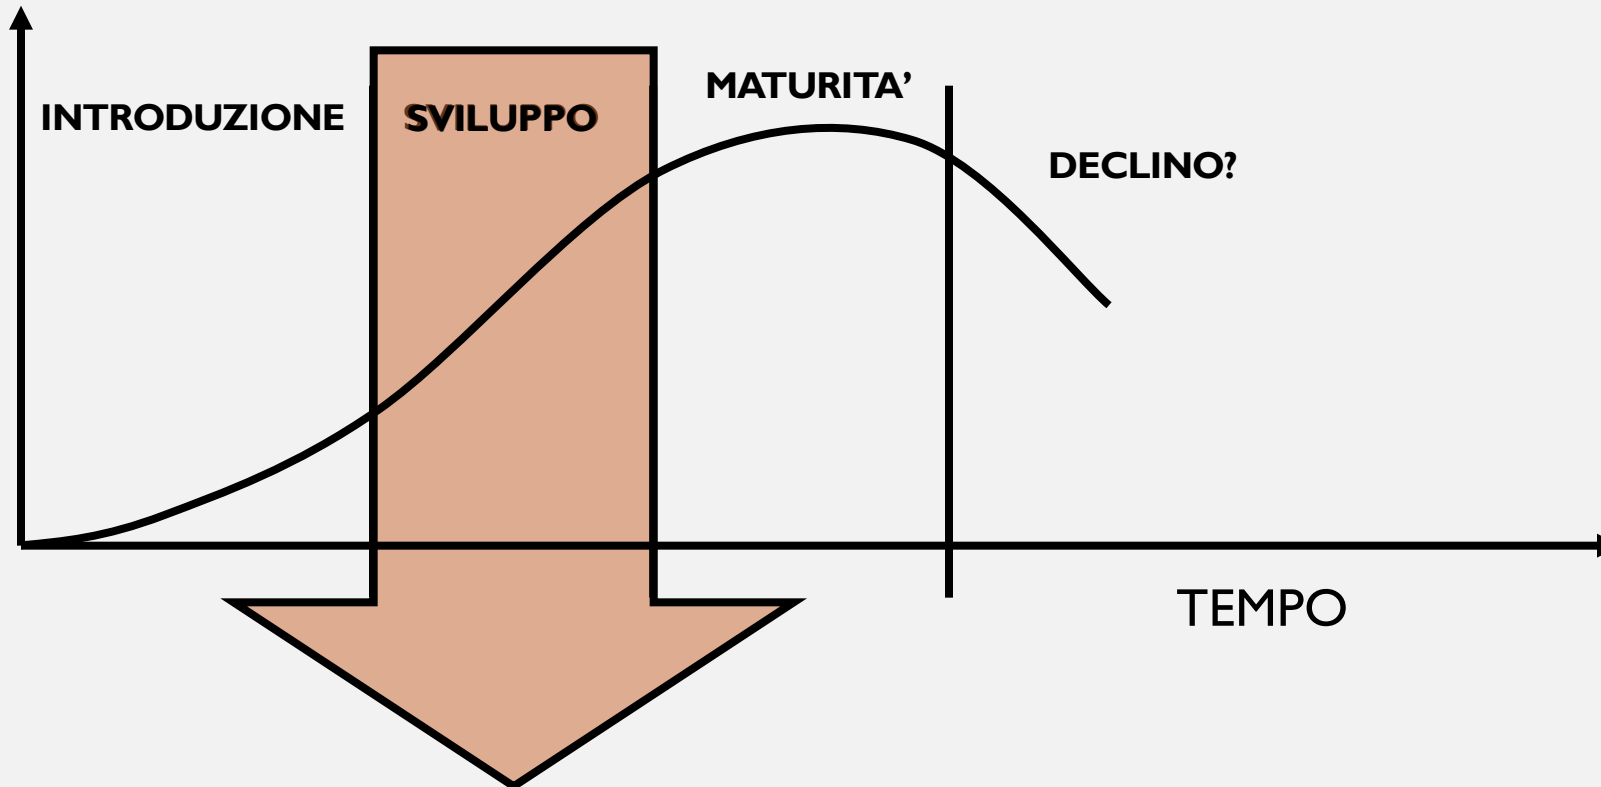 INTRODUZIONE
SVILUPPO
MATURITA’
DECLINO?
TEMPO